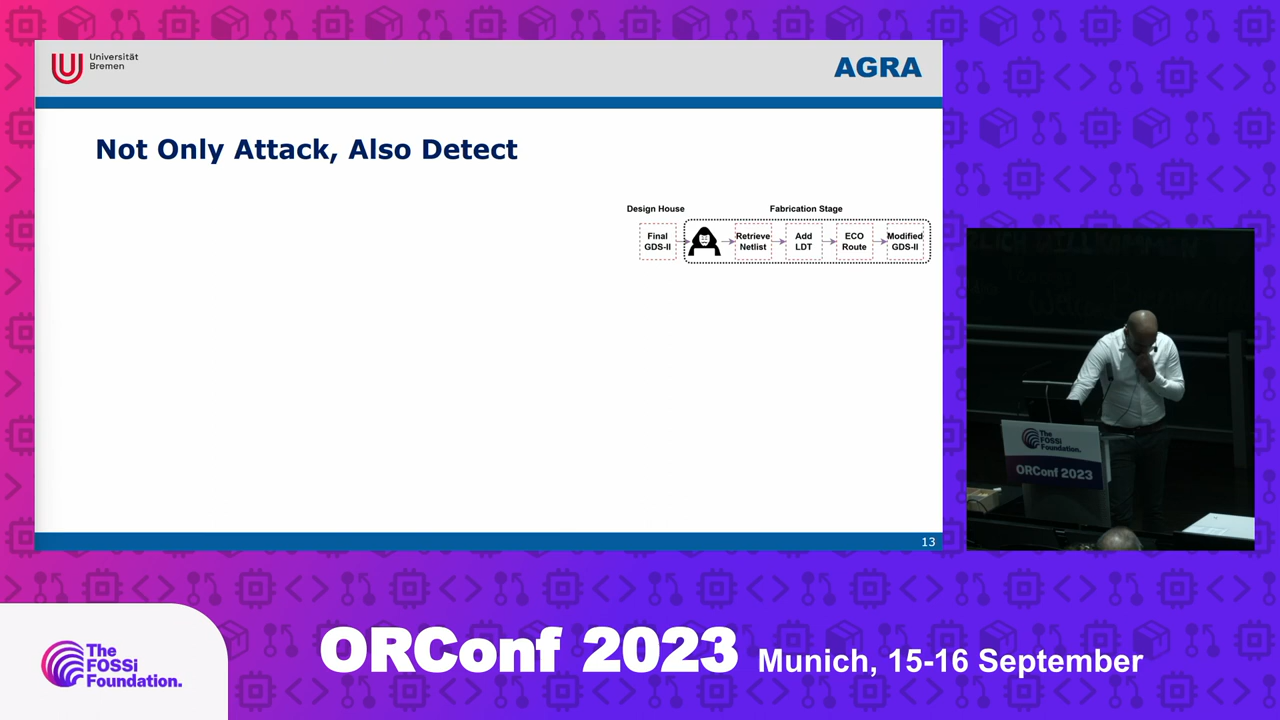 Universität
Bremen
AGRA
Not Only Attack, Also Detect
Design House
Fabrication Stage
Final
GDS-II
Retrieve
Netlist
Add
LDT
ECO
Route
Modified
GDS-II
13
The
FOSSi
Foundation.
ORConf 2023
The
FOSSi
Foundation.
ORConf 2023
Munich, 15-16 September